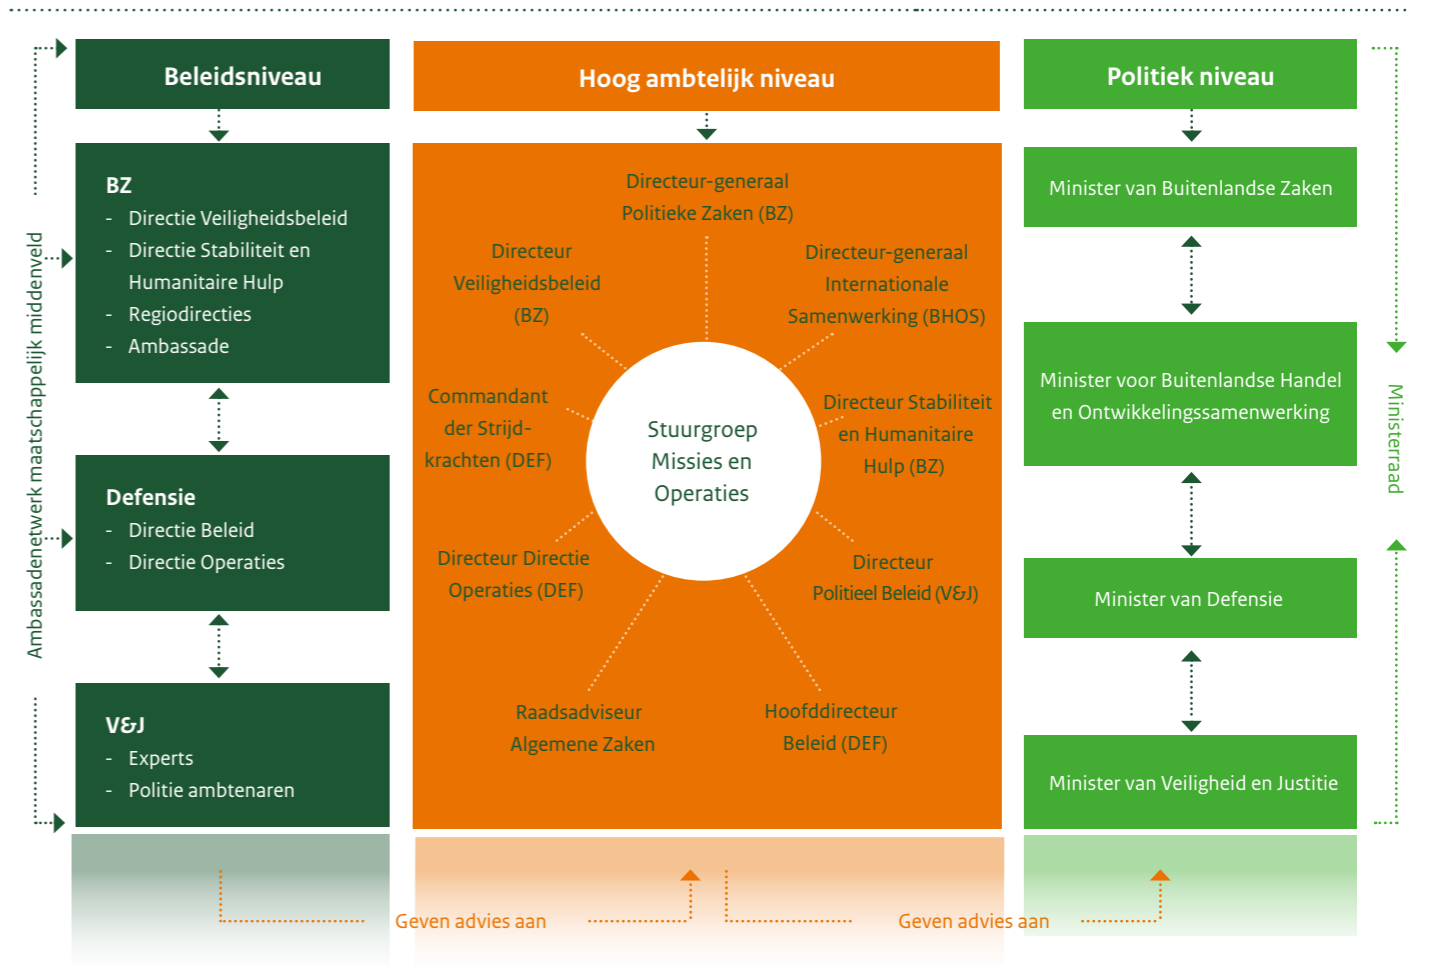 Beleidsniveau
Hoog ambtelijk niveau
Politiek niveau
Ambassadenetwerk maatschappelijk middenveld
BZ
- Directie Veiligheidsbeleid
- Directie Stabiliteit en
Humanitaire Hulp
- Regiodirecties
- Ambassade
Defensie
- Directie Beleid
- Directie Operaties
V&J
- Experts
- Politie ambtenaren
Directeur-generaal
Politieke Zaken (BZ)
Directeur
Veiligheidsbeleid
(BZ)
Directeur-generaal
Internationale
Samenwerking (BHOS)
Commandant
der Strijd-
krachten (DEF)
Stuurgroep
Missies en
Operaties
Directeur Stabiliteit
en Humanitaire
Hulp (BZ)
Directeur Directie
Operaties (DEF)
Directeur
Politieel Beleid (V&J)
Raadsadviseur
Algemene Zaken
Hoofddirecteur
Beleid (DEF)
Minister van Buitenlandse Zaken
Minister voor Buitenlandse Handel
en Ontwikkelingssamenwerking
Minister van Defensie
Minister van Veiligheid en Justitie
Ministerraad
Geven advies aan
Geven advies aan